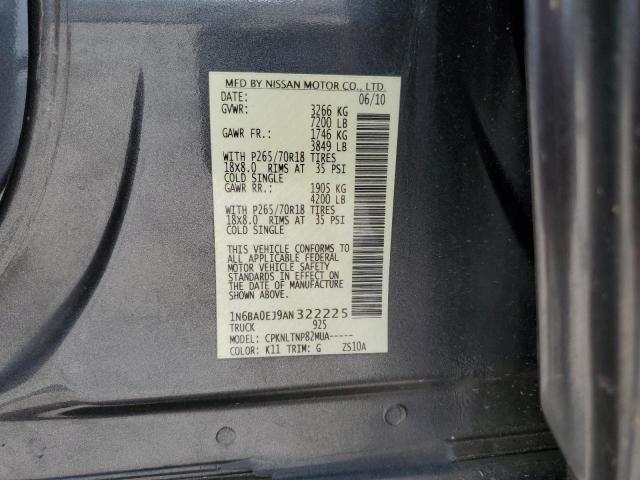 MFD BY NISSAN MOTOR CO., LTD.
DATE: 06/10
GVWR: 3266 KG
7200 LB
GAWR FR.: 1746 KG
3849 LB
WITH P265/70R18 TIRES
18x8.0 RIMS AT 35 PSI
COLD SINGLE
GAWR RR.: 1905 KG
4200 LB
WITH P265/70R18 TIRES
18x8.0 RIMS AT 35 PSI
COLD SINGLE
THIS VEHICLE CONFORMS TO
ALL APPLICABLE FEDERAL
MOTOR VEHICLE SAFETY
STANDARDS IN EFFECT ON
THE DATE OF MANUFACTURE
SHOWN ABOVE.
1N6BA0EJ9AN322225
TRUCK 925
MODEL: CPKNLTNP82MUA-----
COLOR: K11 TRIM: G ZS10A